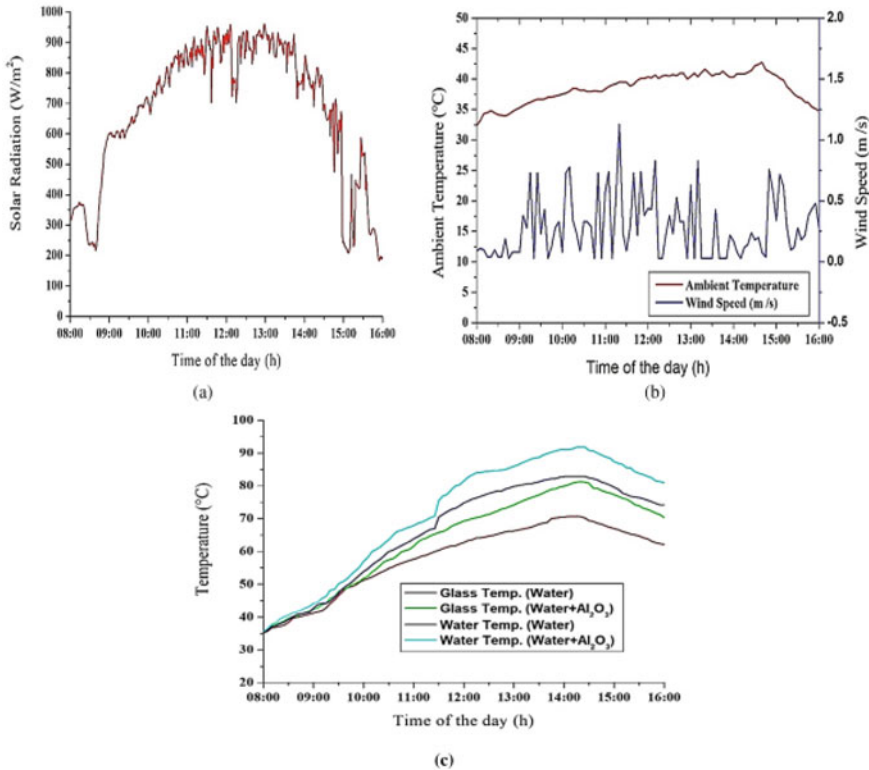 1000
900
800
700
600
500
400
300
200
100
0
Solar Radiation (W/m²)
08:00 09:00 10:00 11:00 12:00 13:00 14:00 15:00 16:00
Time of the day (h)
(a)
50
45
40
35
30
25
20
15
10
5
0
Ambient Temperature (°C)
2.0
1.5
1.0
0.5
0.0
-0.5
Wind Speed (m /s)
Ambient Temperature
Wind Speed (m /s)
08:00 09:00 10:00 11:00 12:00 13:00 14:00 15:00 16:00
Time of the day (h)
(b)
100
90
80
70
60
50
40
30
20
Temperature (°C)
Glass Temp. (Water)
Glass Temp. (Water+Al₂O₃)
Water Temp. (Water)
Water Temp. (Water+Al₂O₃)
08:00 09:00 10:00 11:00 12:00 13:00 14:00 15:00 16:00
Time of the day (h)
(c)